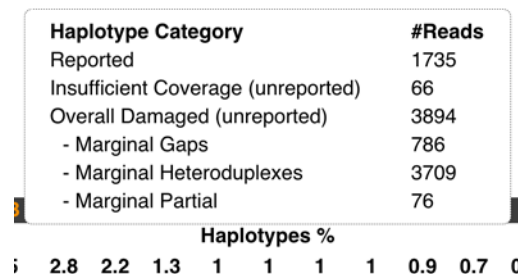 Haplotype Category #Reads
Reported 1735
Insufficient Coverage (unreported) 66
Overall Damaged (unreported) 3894
- Marginal Gaps 786
- Marginal Heteroduplexes 3709
- Marginal Partial 76
Haplotypes %
2.8 2.2 1.3 1 1 1 1 0.9 0.7